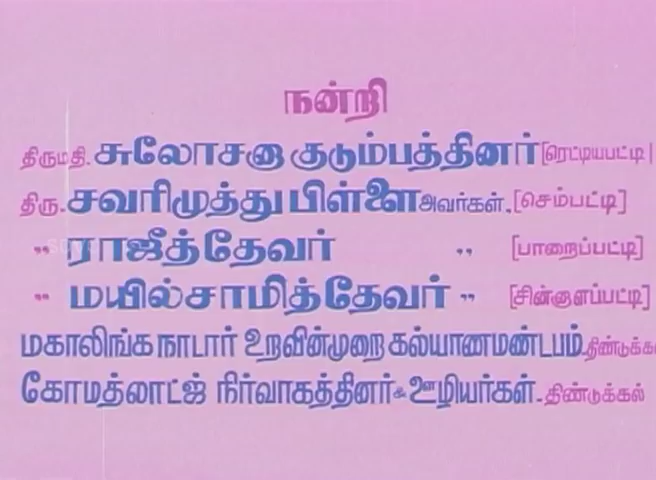 நன்றி
திருமதி. சுலோசனா குடும்பத்தினர் [ரெட்டியபட்டி]
திரு. சவரிமுத்து பிள்ளை அவர்கள். [செம்பட்டி]
" ராஜீத்தேவர் " [பாறைப்பட்டி]
" மயில்சாமித்தேவர் " [சின்னாளப்பட்டி]
மகாலிங்க நாடார் உறவின்முறை கல்யாண மண்டபம். திண்டுக்க
கோமத்லாட்ஜ் நிர்வாகத்தினர் & ஊழியர்கள். திண்டுக்கல்